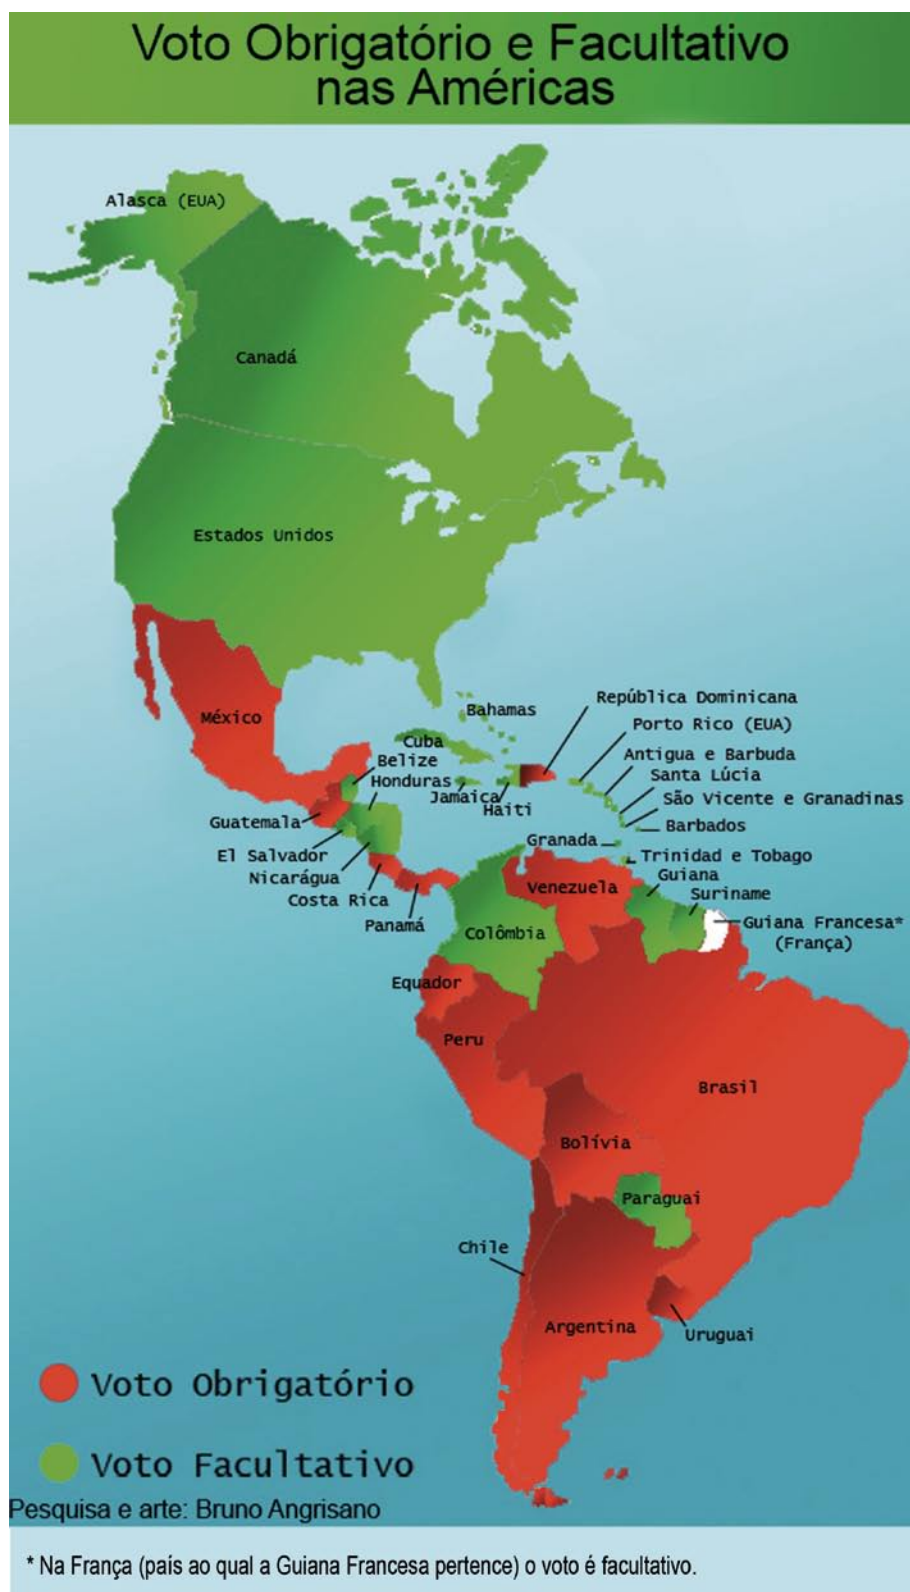 Voto Obrigatório e Facultativo
nas Américas
Alasca (EUA)
Canadá
Estados Unidos
México
República Dominicana
Bahamas
Porto Rico (EUA)
Cuba
Antigua e Barbuda
Belize
Santa Lúcia
Honduras
Jamaica
São Vicente e Granadinas
Haiti
Guatemala
Barbados
Granada
El Salvador
Trinidad e Tobago
Nicarágua
Guiana
Venezuela
Suriname
Costa Rica
Panamá
Guiana Francesa*
(França)
Colômbia
Equador
Peru
Brasil
Bolívia
Paraguai
Chile
Argentina
Uruguai
Voto Obrigatório
Voto Facultativo
Pesquisa e arte: Bruno Angrisano
* Na França (país ao qual a Guiana Francesa pertence) o voto é facultativo.